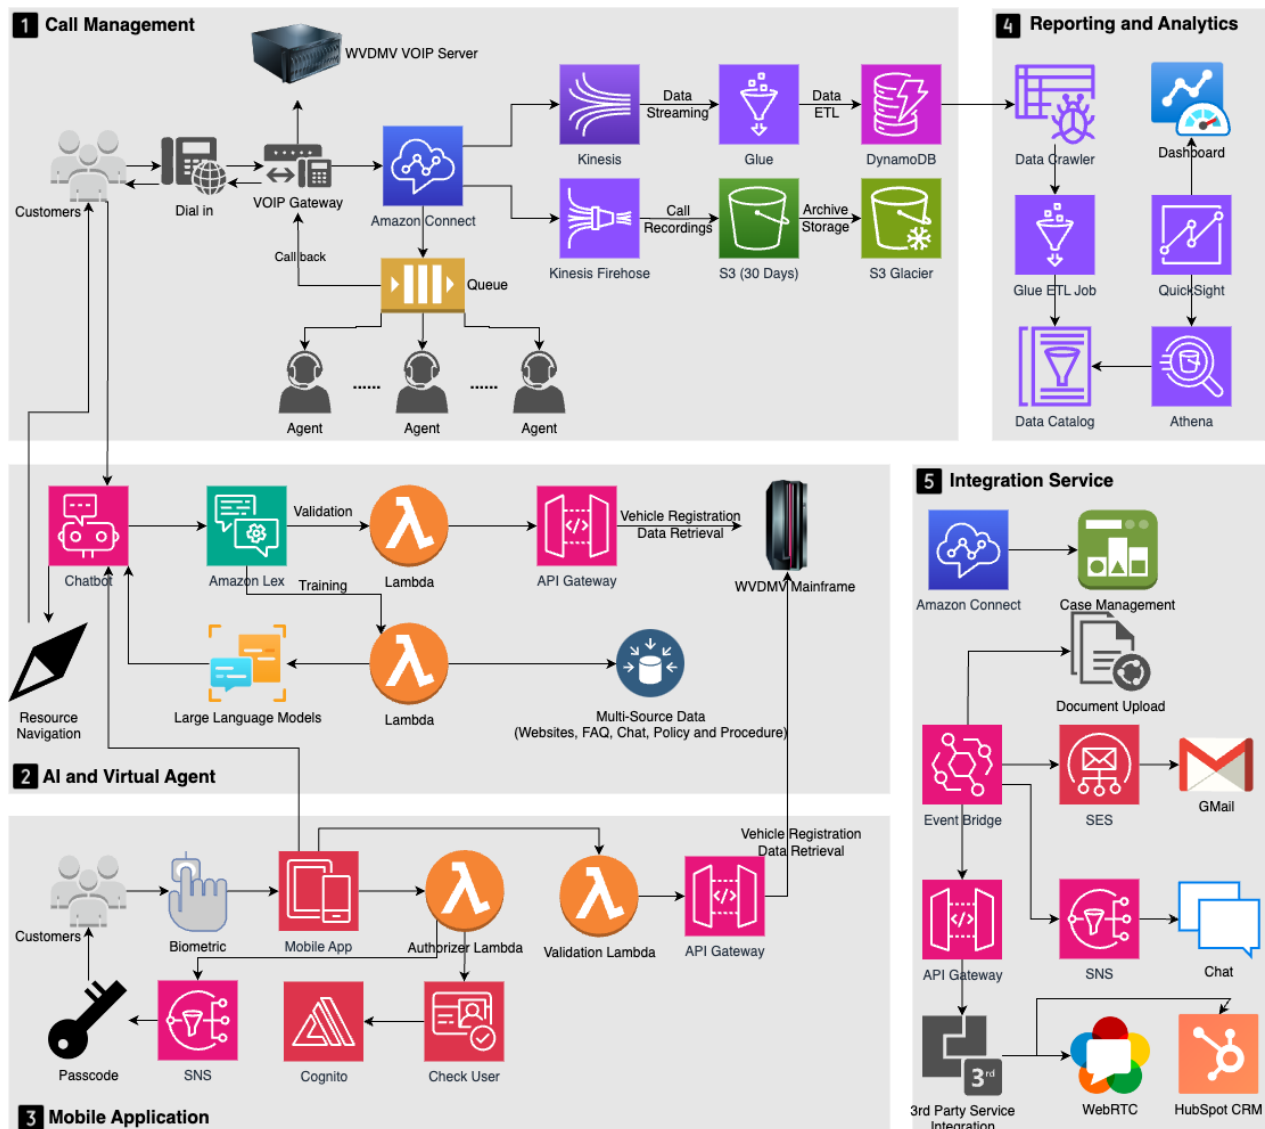 1 Call Management
WVDMV VOIP Server
Customers
Dial in
VOIP Gateway
Amazon Connect
Kinesis
Data
Streaming
Glue
Data
ETL
DynamoDB
Kinesis Firehose
Call
Recordings
S3 (30 Days)
Archive
Storage
S3 Glacier
Call back
Queue
......
......
Agent
Agent
Agent
4 Reporting and Analytics
Data Crawler
Dashboard
Glue ETL Job
QuickSight
Data Catalog
Athena
Chatbot
Amazon Lex
Validation
Lambda
API Gateway
Vehicle Registration
Data Retrieval
WVDMV Mainframe
Training
Resource
Navigation
Large Language Models
Lambda
Multi-Source Data
(Websites, FAQ, Chat, Policy and Procedure)
2 AI and Virtual Agent
Customers
Biometric
Mobile App
Authorizer Lambda
Validation Lambda
API Gateway
Vehicle Registration
Data Retrieval
Passcode
SNS
Cognito
Check User
3 Mobile Application
5 Integration Service
Amazon Connect
Case Management
Document Upload
Event Bridge
SES
GMail
API Gateway
SNS
Chat
3rd
3rd Party Service
Integration
WebRTC
HubSpot CRM